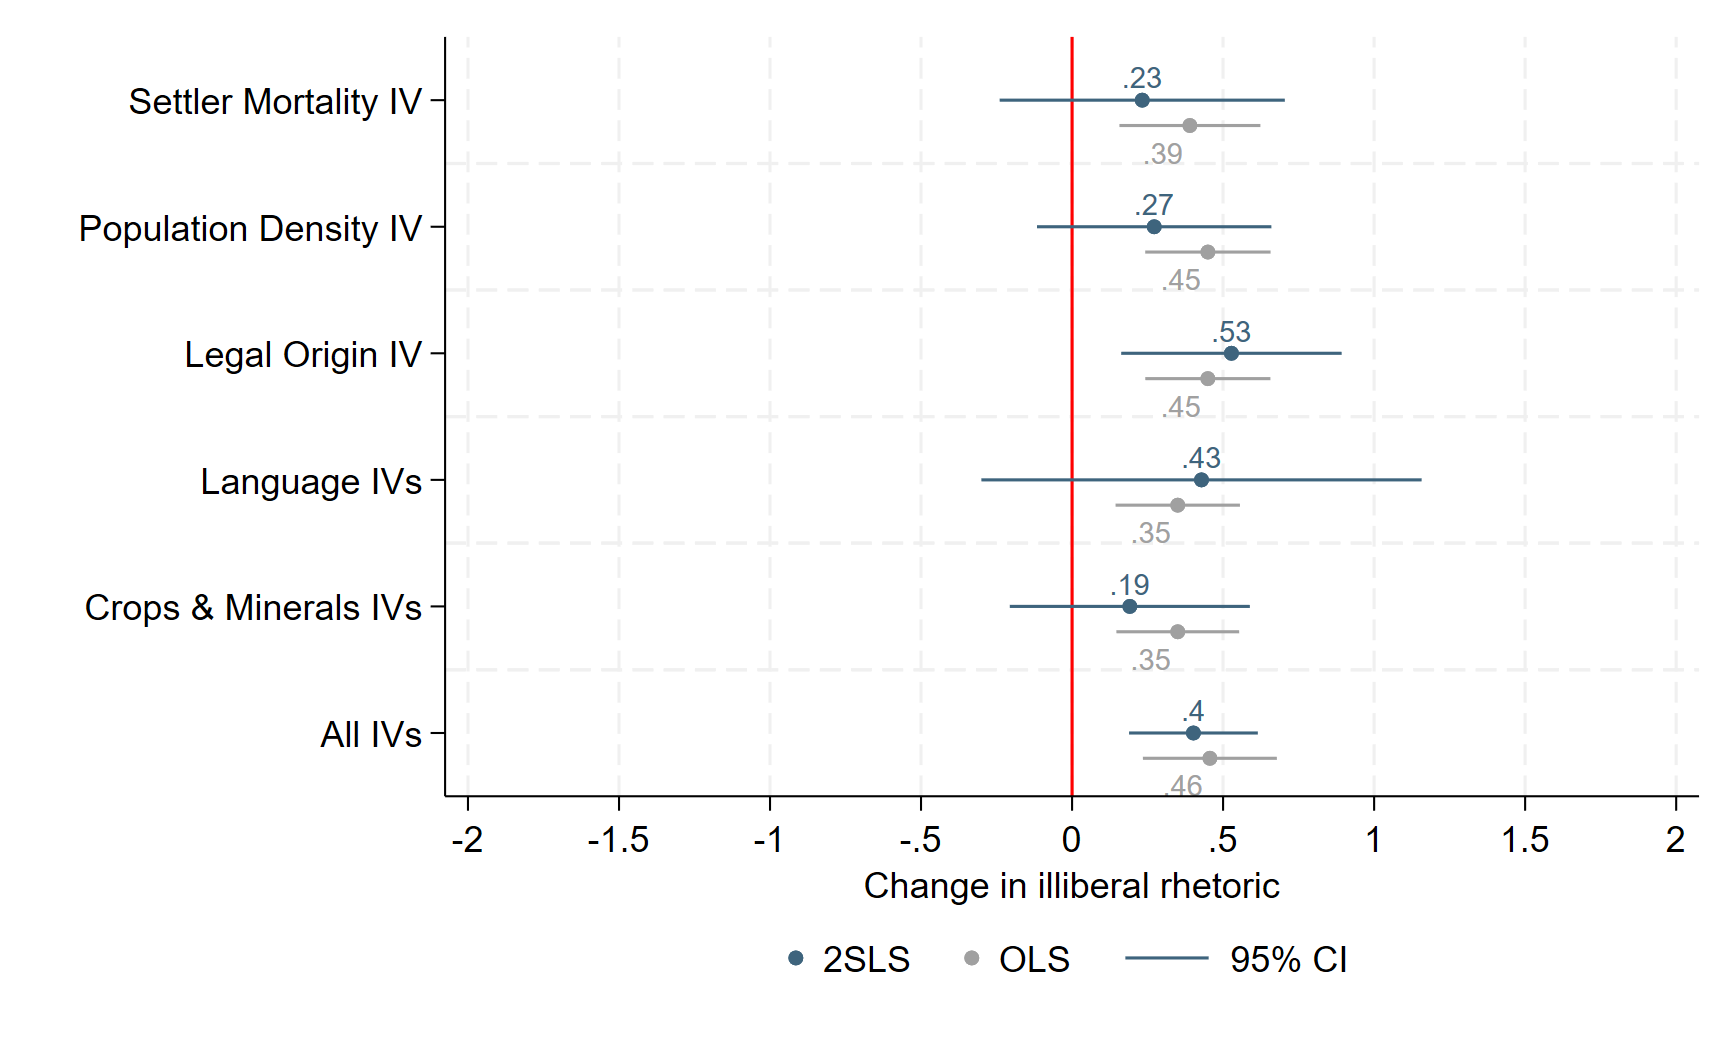 Settler Mortality IV
.23
.39
Population Density IV
.27
.45
Legal Origin IV
.53
.45
Language IVs
.43
.35
Crops & Minerals IVs
.19
.35
All IVs
.4
.46
-2 -1.5 -1 -.5 0 .5 1 1.5 2
Change in illiberal rhetoric
2SLS OLS 95% CI